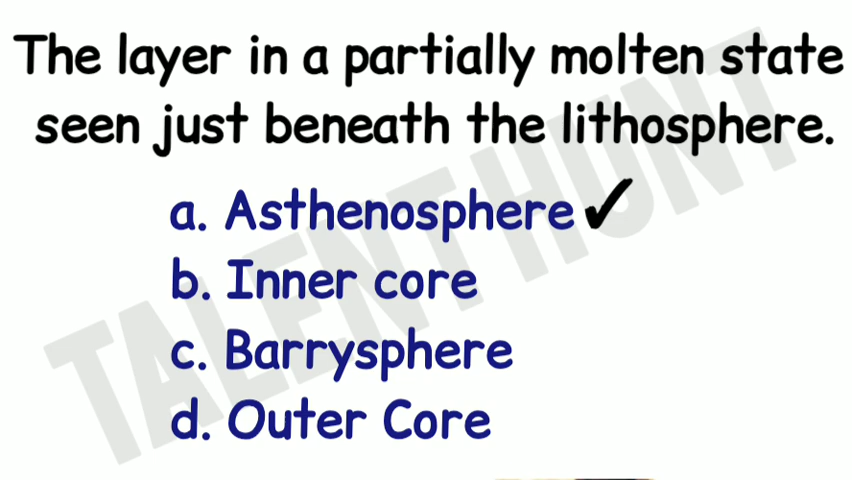 The layer in a partially molten state
seen just beneath the lithosphere.
a. Asthenosphere ✓
b. Inner core
c. Barrysphere
d. Outer Core
TALENT HUNT